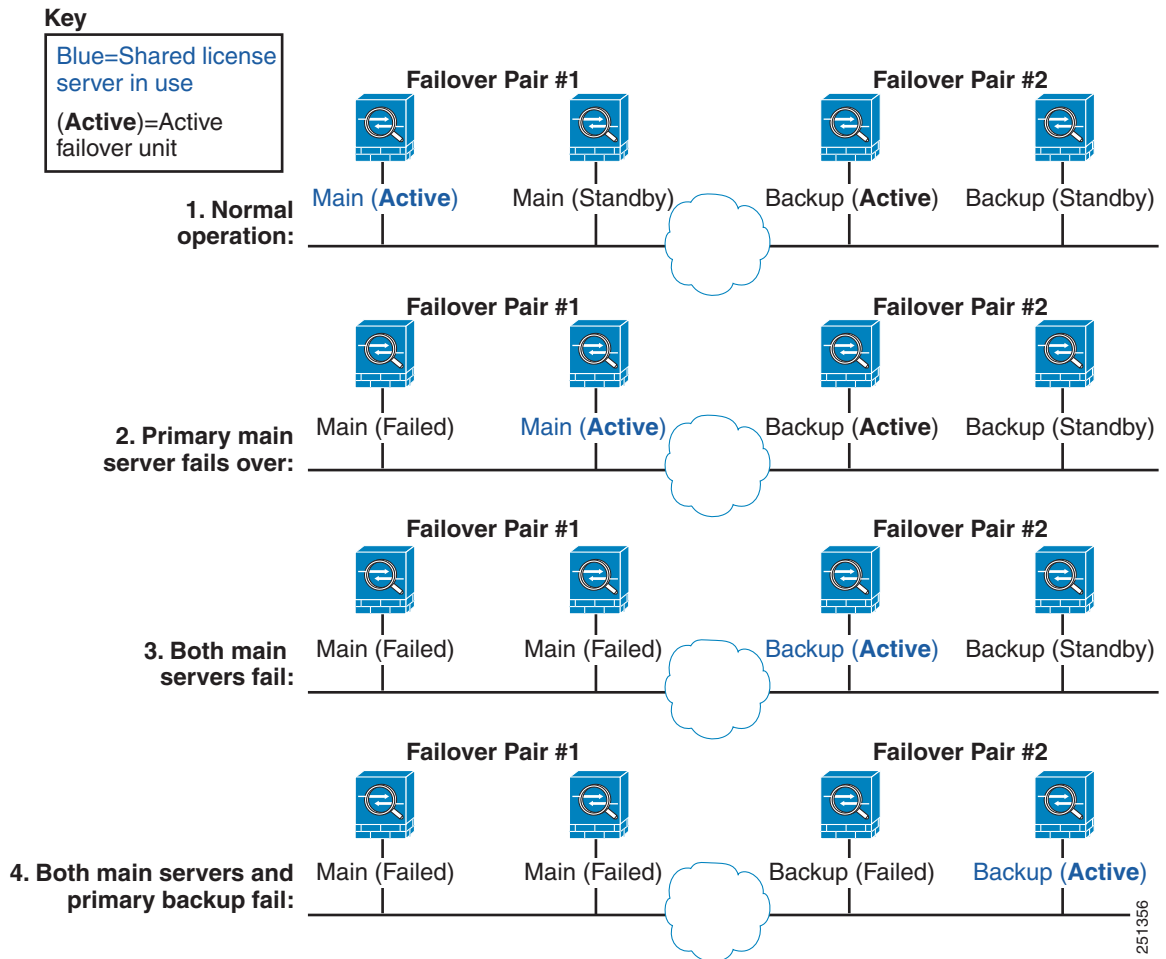 Key
Blue=Shared license
server in use
(Active)=Active
failover unit
Failover Pair #1
Failover Pair #2
1. Normal
operation:
Main (Active)
Main (Standby)
Backup (Active)
Backup (Standby)
Failover Pair #1
Failover Pair #2
2. Primary main
server fails over:
Main (Failed)
Main (Active)
Backup (Active)
Backup (Standby)
Failover Pair #1
Failover Pair #2
3. Both main
servers fail:
Main (Failed)
Main (Failed)
Backup (Active)
Backup (Standby)
Failover Pair #1
Failover Pair #2
4. Both main servers and
primary backup fail:
Main (Failed)
Main (Failed)
Backup (Failed)
Backup (Active)
251356